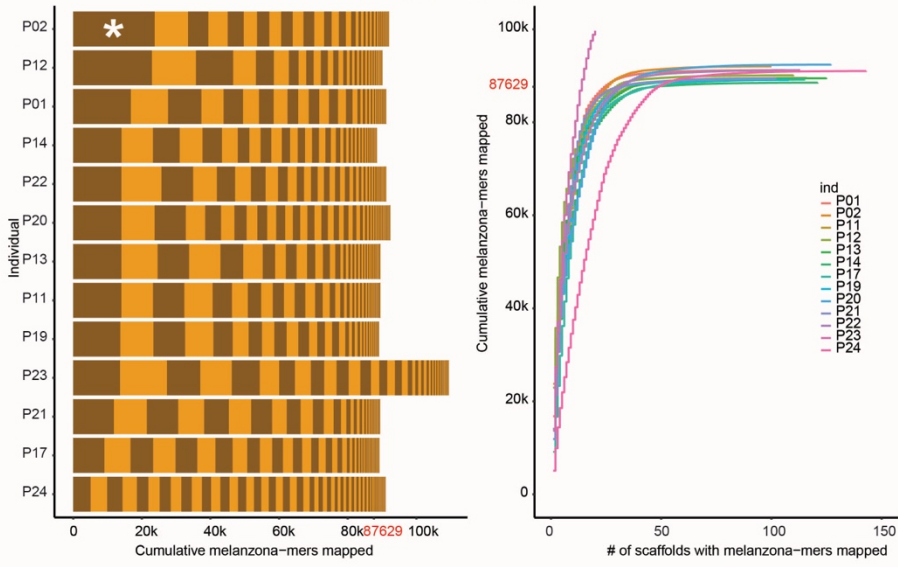 P02
*
P12
P01
P14
P22
P20
P13
P11
P19
P23
P21
P17
P24
Individual
0 20k 40k 60k 80k 87629 100k
Cumulative melanzona−mers mapped
100k
87629
80k
60k
40k
20k
0
Cumulative melanzona−mers mapped
0 50 100 150
# of scaffolds with melanzona−mers mapped
ind
P01
P02
P11
P12
P13
P14
P17
P19
P20
P21
P22
P23
P24